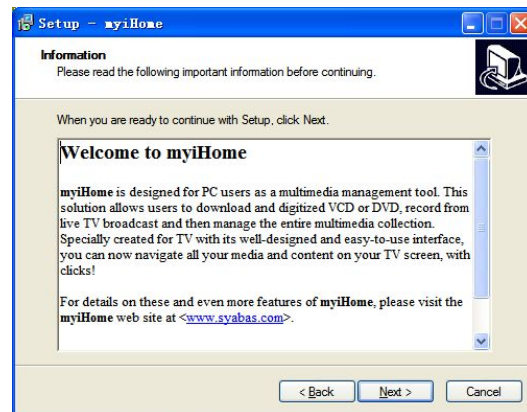 Setup - myiHome
Information
Please read the following important information before continuing.
When you are ready to continue with Setup, click Next.
Welcome to myiHome
myiHome is designed for PC users as a multimedia management tool. This
solution allows users to download and digitized VCD or DVD, record from
live TV broadcast and then manage the entire multimedia collection.
Specially created for TV with its well-designed and easy-to-use interface,
you can now navigate all your media and content on your TV screen, with
clicks!
For details on these and even more features of myiHome, please visit the
myiHome web site at <www.syabas.com>.
< Back Next > Cancel